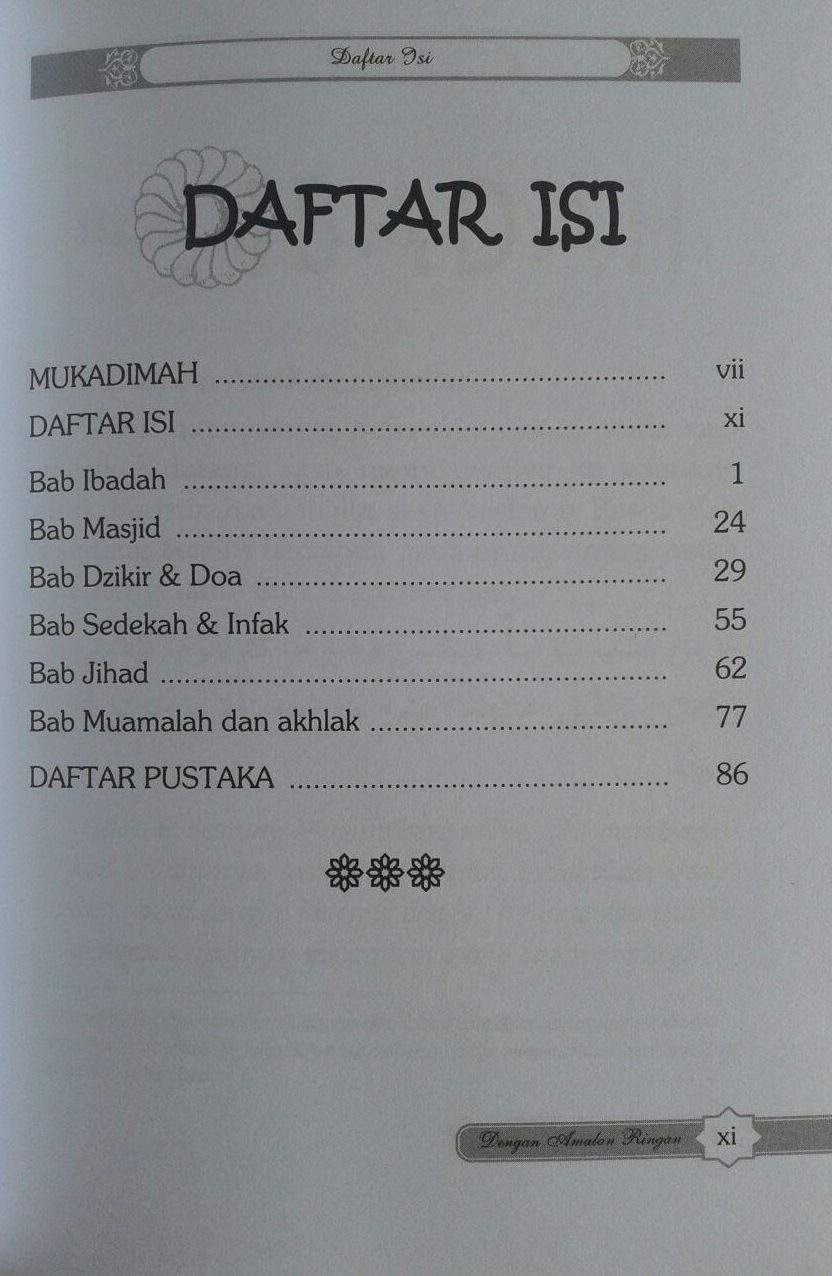 Daftar Isi
DAFTAR ISI
MUKADIMAH ........................................................ vii
DAFTAR ISI ............................................................ xi
Bab Ibadah ............................................................. 1
Bab Masjid .............................................................. 24
Bab Dzikir & Doa .................................................... 29
Bab Sedekah & Infak .............................................. 55
Bab Jihad ................................................................ 62
Bab Muamalah dan akhlak ...................................... 77
DAFTAR PUSTAKA ................................................ 86
Dengan Amalan Ringan xi